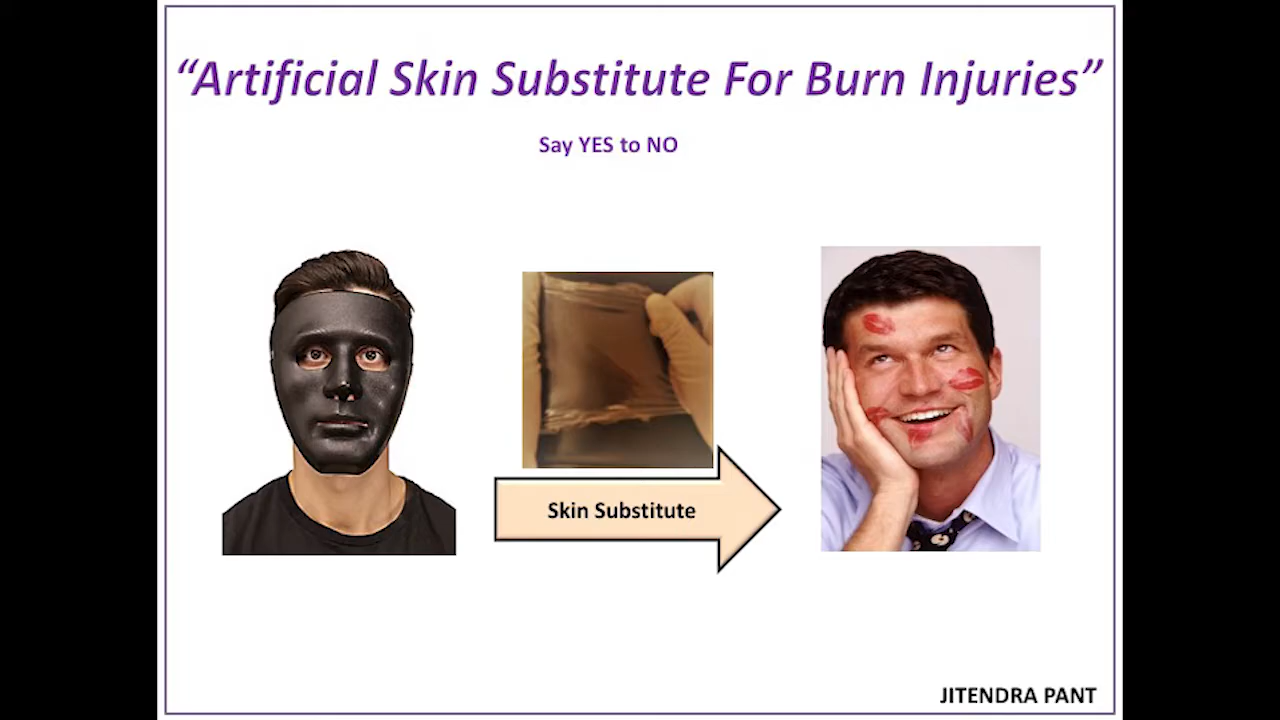 “Artificial Skin Substitute For Burn Injuries”
Say YES to NO
Skin Substitute
JITENDRA PANT